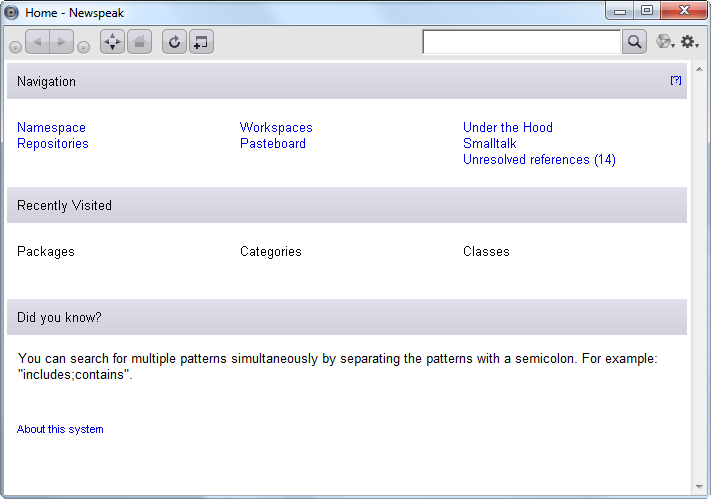 Home - Newspeak
Navigation [?]
Namespace Workspaces Under the Hood
Repositories Pasteboard Smalltalk
Unresolved references (14)
Recently Visited
Packages Categories Classes
Did you know?
You can search for multiple patterns simultaneously by separating the patterns with a semicolon. For example:
"includes;contains".
About this system